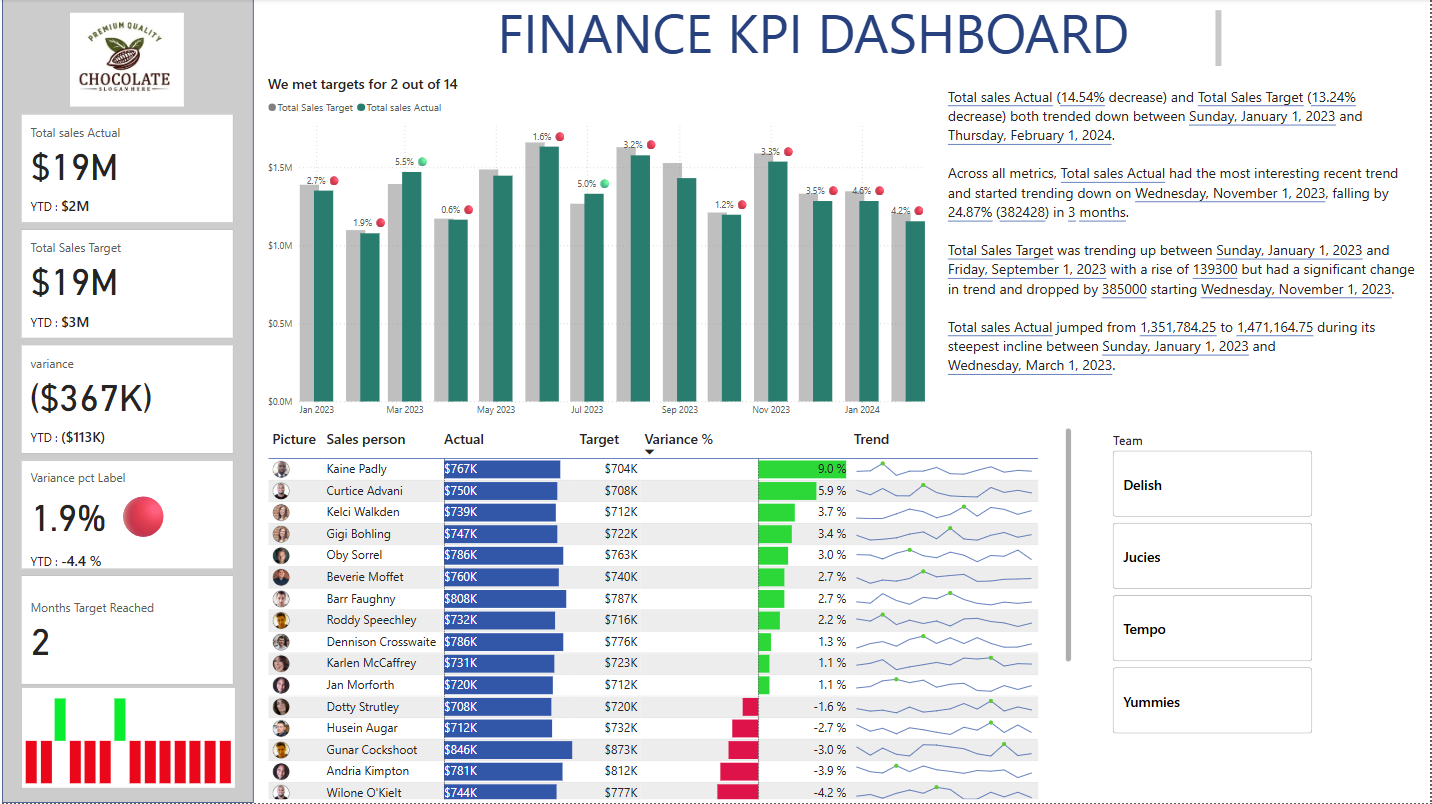 PREMIUM QUALITY
CHOCOLATE
SLOGAN HERE
FINANCE KPI DASHBOARD
Total sales Actual
$19M
YTD : $2M
Total Sales Target
$19M
YTD : $3M
variance
($367K)
YTD : ($113K)
Variance pct Label
1.9%
YTD : -4.4 %
Months Target Reached
2
We met targets for 2 out of 14
Total Sales Target Total sales Actual
$1.5M
$1.0M
$0.5M
$0.0M
2.7%
1.9%
5.5%
0.6%
1.6%
5.0%
3.2%
1.2%
3.3%
3.5%
4.6%
4.2%
Jan 2023 Mar 2023 May 2023 Jul 2023 Sep 2023 Nov 2023 Jan 2024
Total sales Actual (14.54% decrease) and Total Sales Target (13.24%
decrease) both trended down between Sunday, January 1, 2023 and
Thursday, February 1, 2024.
Across all metrics, Total sales Actual had the most interesting recent trend
and started trending down on Wednesday, November 1, 2023, falling by
24.87% (382428) in 3 months.
Total Sales Target was trending up between Sunday, January 1, 2023 and
Friday, September 1, 2023 with a rise of 139300 but had a significant change
in trend and dropped by 385000 starting Wednesday, November 1, 2023.
Total sales Actual jumped from 1,351,784.25 to 1,471,164.75 during its
steepest incline between Sunday, January 1, 2023 and
Wednesday, March 1, 2023.
Picture Sales person Actual Target Variance % Trend
Kaine Padly $767K $704K 9.0 %
Curtice Advani $750K $708K 5.9 %
Kelci Walkden $739K $712K 3.7 %
Gigi Bohling $747K $722K 3.4 %
Oby Sorrel $786K $763K 3.0 %
Beverie Moffet $760K $740K 2.7 %
Barr Faughny $808K $787K 2.7 %
Roddy Speechley $732K $716K 2.2 %
Dennison Crosswaite $786K $776K 1.3 %
Karlen McCaffrey $731K $723K 1.1 %
Jan Morforth $720K $712K 1.1 %
Dotty Strutley $708K $720K -1.6 %
Husein Augar $712K $732K -2.7 %
Gunar Cockshoot $846K $873K -3.0 %
Andria Kimpton $781K $812K -3.9 %
Wilone O'Kielt $744K $777K -4.2 %
Team
Delish
Jucies
Tempo
Yummies